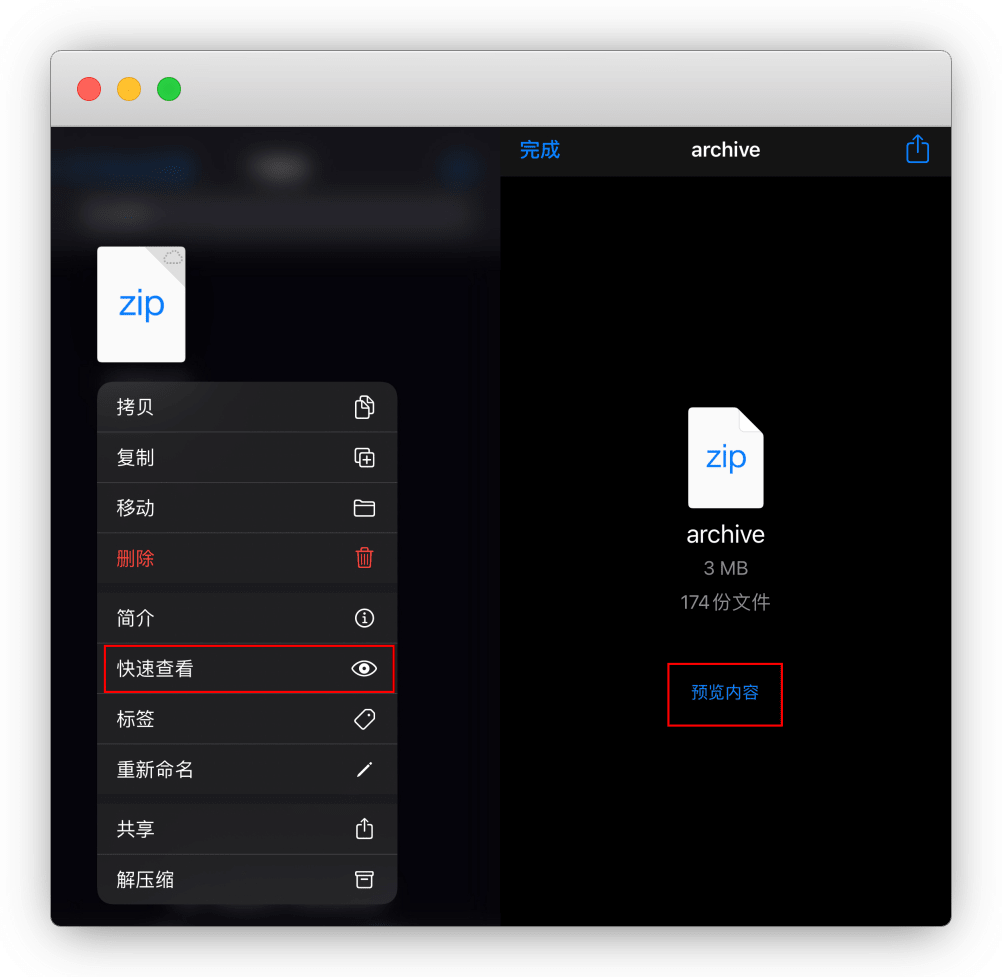 zip
拷贝
复制
移动
删除
简介
快速查看
标签
重新命名
共享
解压缩
完成
archive
zip
archive
3 MB
174 份文件
预览内容